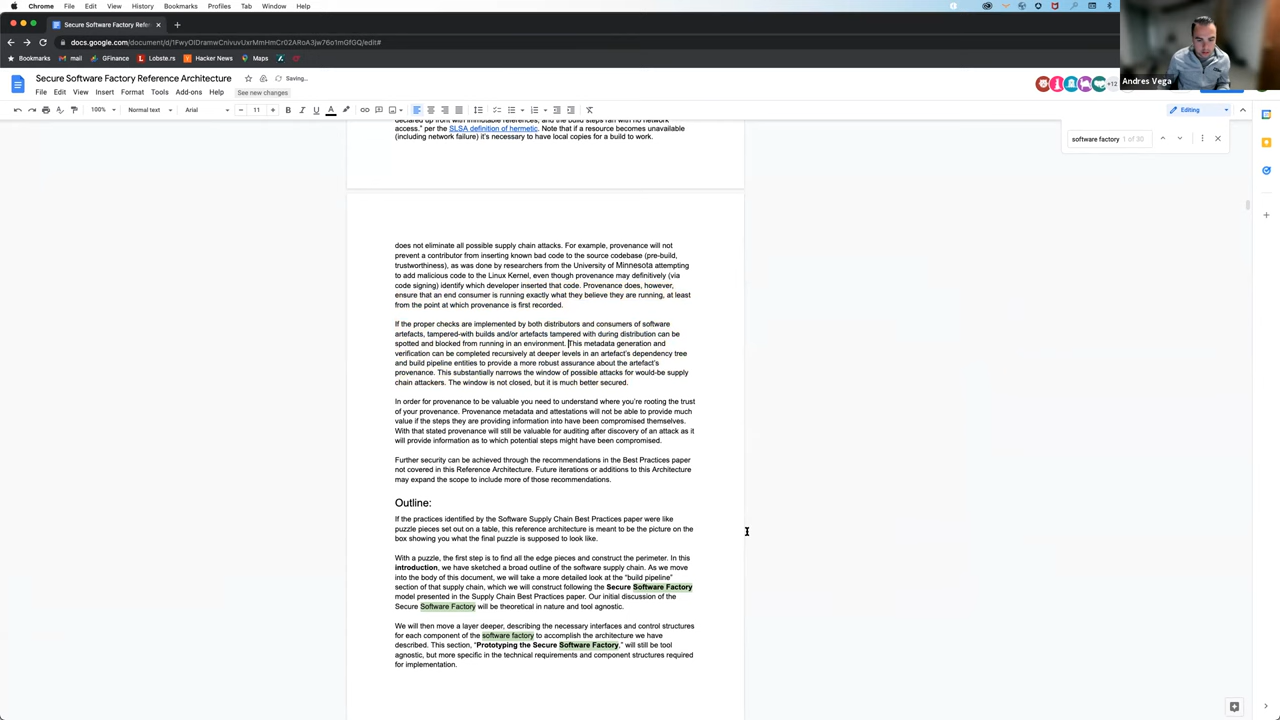 Chrome File Edit View History Bookmarks Profiles Tab Window Help
Secure Software Factory Refer
docs.google.com/document/d/1FwyOIDramwCnivuvUxrMmHmCr02ARoA3jw76o1mGfGQ/edit#
Bookmarks mail GFinance Lobste.rs Hacker News Maps
Andres Vega
Secure Software Factory Reference Architecture Saving...
+12
File Edit View Insert Format Tools Add-ons Help See new changes
100% Normal text Arial 11 Editing
software factory 1 of 30
declared up front with immutable references, and the build steps ran with no network
access." per the SLSA definition of hermetic. Note that if a resource becomes unavailable
(including network failure) it's necessary to have local copies for a build to work.
does not eliminate all possible supply chain attacks. For example, provenance will not
prevent a contributor from inserting known bad code to the source codebase (pre-build,
trustworthiness), as was done by researchers from the University of Minnesota attempting
to add malicious code to the Linux Kernel, even though provenance may definitively (via
code signing) identify which developer inserted that code. Provenance does, however,
ensure that an end consumer is running exactly what they believe they are running, at least
from the point at which provenance is first recorded.
If the proper checks are implemented by both distributors and consumers of software
artefacts, tampered-with builds and/or artefacts tampered with during distribution can be
spotted and blocked from running in an environment. This metadata generation and
verification can be completed recursively at deeper levels in an artefact's dependency tree
and build pipeline entities to provide a more robust assurance about the artefact's
provenance. This substantially narrows the window of possible attacks for would-be supply
chain attackers. The window is not closed, but it is much better secured.
In order for provenance to be valuable you need to understand where you're rooting the trust
of your provenance. Provenance metadata and attestations will not be able to provide much
value if the steps they are providing information into have been compromised themselves.
With that stated provenance will still be valuable for auditing after discovery of an attack as it
will provide information as to which potential steps might have been compromised.
Further security can be achieved through the recommendations in the Best Practices paper
not covered in this Reference Architecture. Future iterations or additions to this Architecture
may expand the scope to include more of those recommendations.
Outline:
If the practices identified by the Software Supply Chain Best Practices paper were like
puzzle pieces set out on a table, this reference architecture is meant to be the picture on the
box showing you what the final puzzle is supposed to look like.
With a puzzle, the first step is to find all the edge pieces and construct the perimeter. In this
introduction, we have sketched a broad outline of the software supply chain. As we move
into the body of this document, we will take a more detailed look at the "build pipeline"
section of that supply chain, which we will construct following the Secure Software Factory
model presented in the Supply Chain Best Practices paper. Our initial discussion of the
Secure Software Factory will be theoretical in nature and tool agnostic.
We will then move a layer deeper, describing the necessary interfaces and control structures
for each component of the software factory to accomplish the architecture we have
described. This section, "Prototyping the Secure Software Factory," will still be tool
agnostic, but more specific in the technical requirements and component structures required
for implementation.